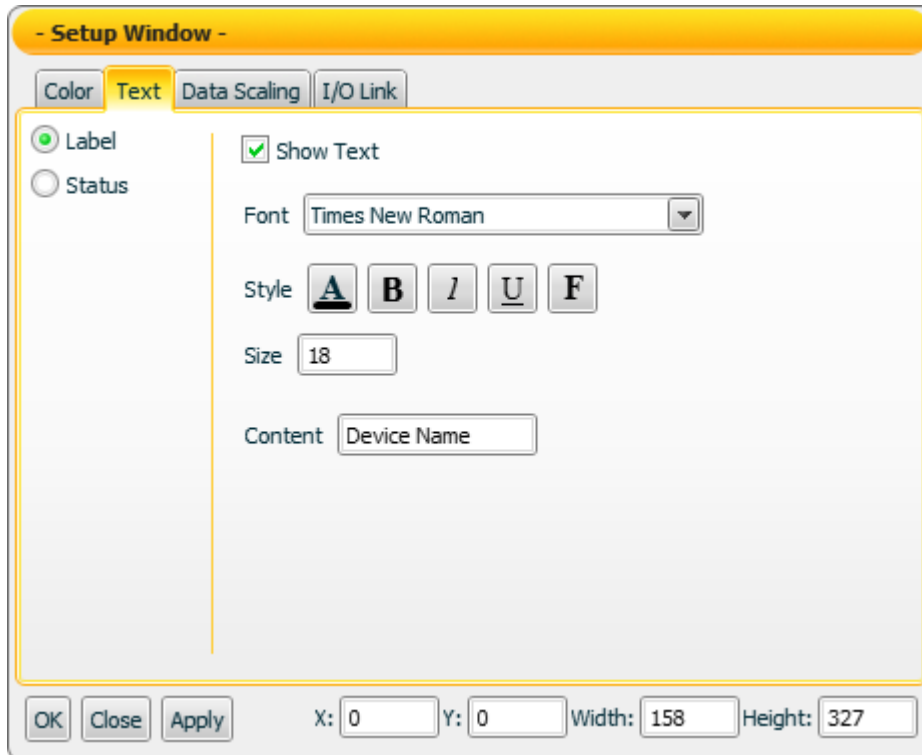 - Setup Window -
Color Text Data Scaling I/O Link
Label
Status
Show Text
Font Times New Roman
Style A B I U F
Size 18
Content Device Name
OK Close Apply X: 0 Y: 0 Width: 158 Height: 327